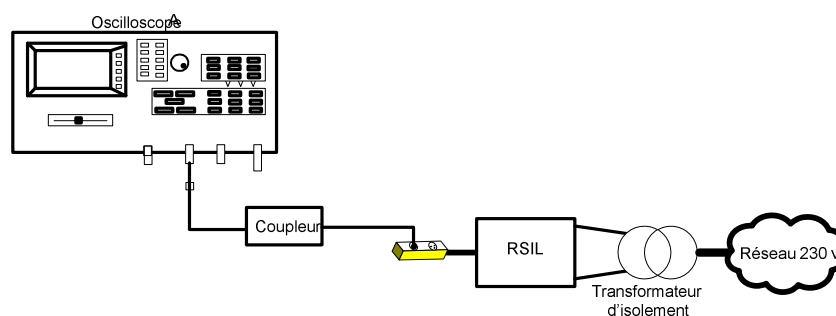 Oscilloscope
A
Coupleur
RSIL
Réseau 230 v
Transformateur
d'isolement